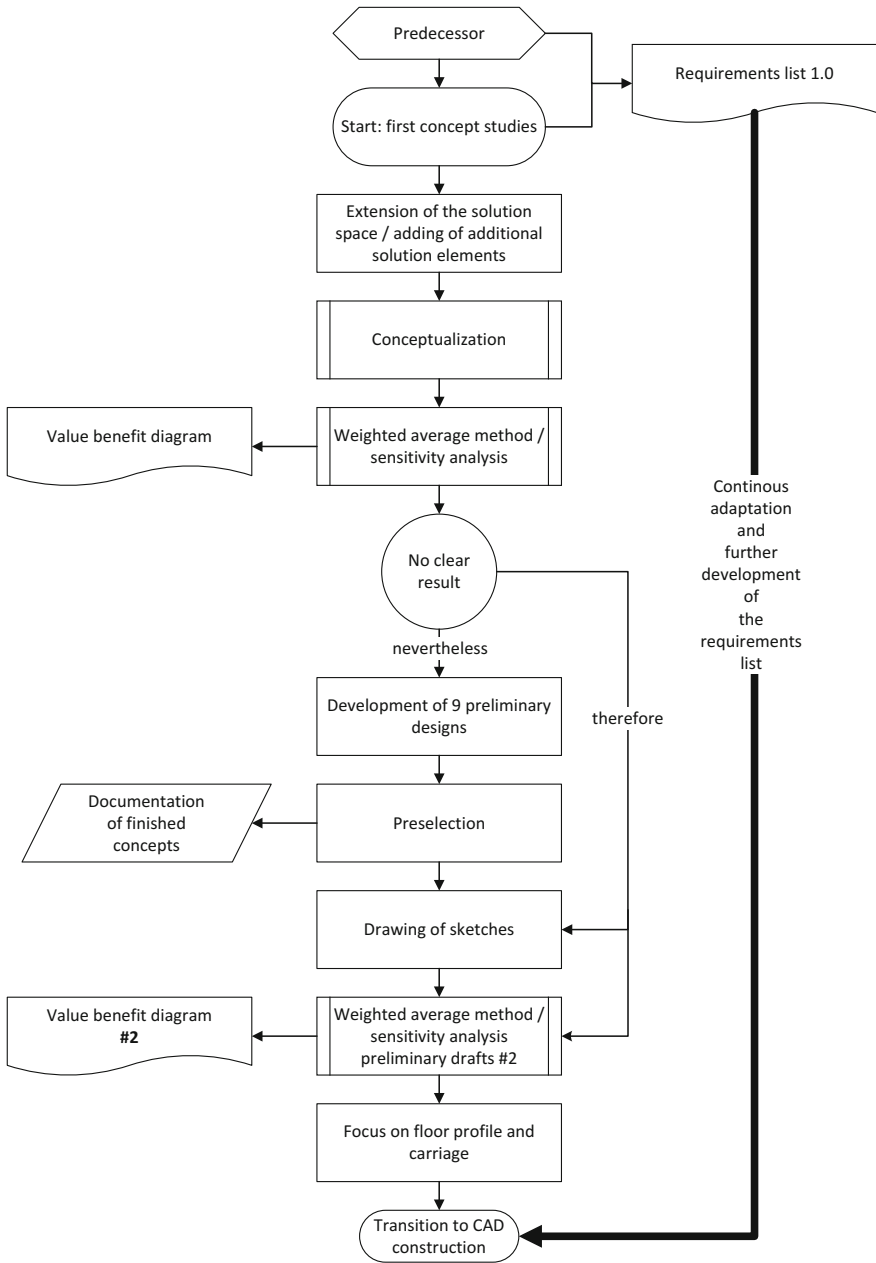 Predecessor
Requirements list 1.0
Start: first concept studies
Extension of the solution
space / adding of additional
solution elements
Conceptualization
Value benefit diagram
Weighted average method /
sensitivity analysis
No clear
result
nevertheless
Continous
adaptation
and
further
development
of
the
requirements
list
Development of 9 preliminary
designs
therefore
Documentation
of finished
concepts
Preselection
Drawing of sketches
Value benefit diagram
#2
Weighted average method /
sensitivity analysis
preliminary drafts #2
Focus on floor profile and
carriage
Transition to CAD
construction